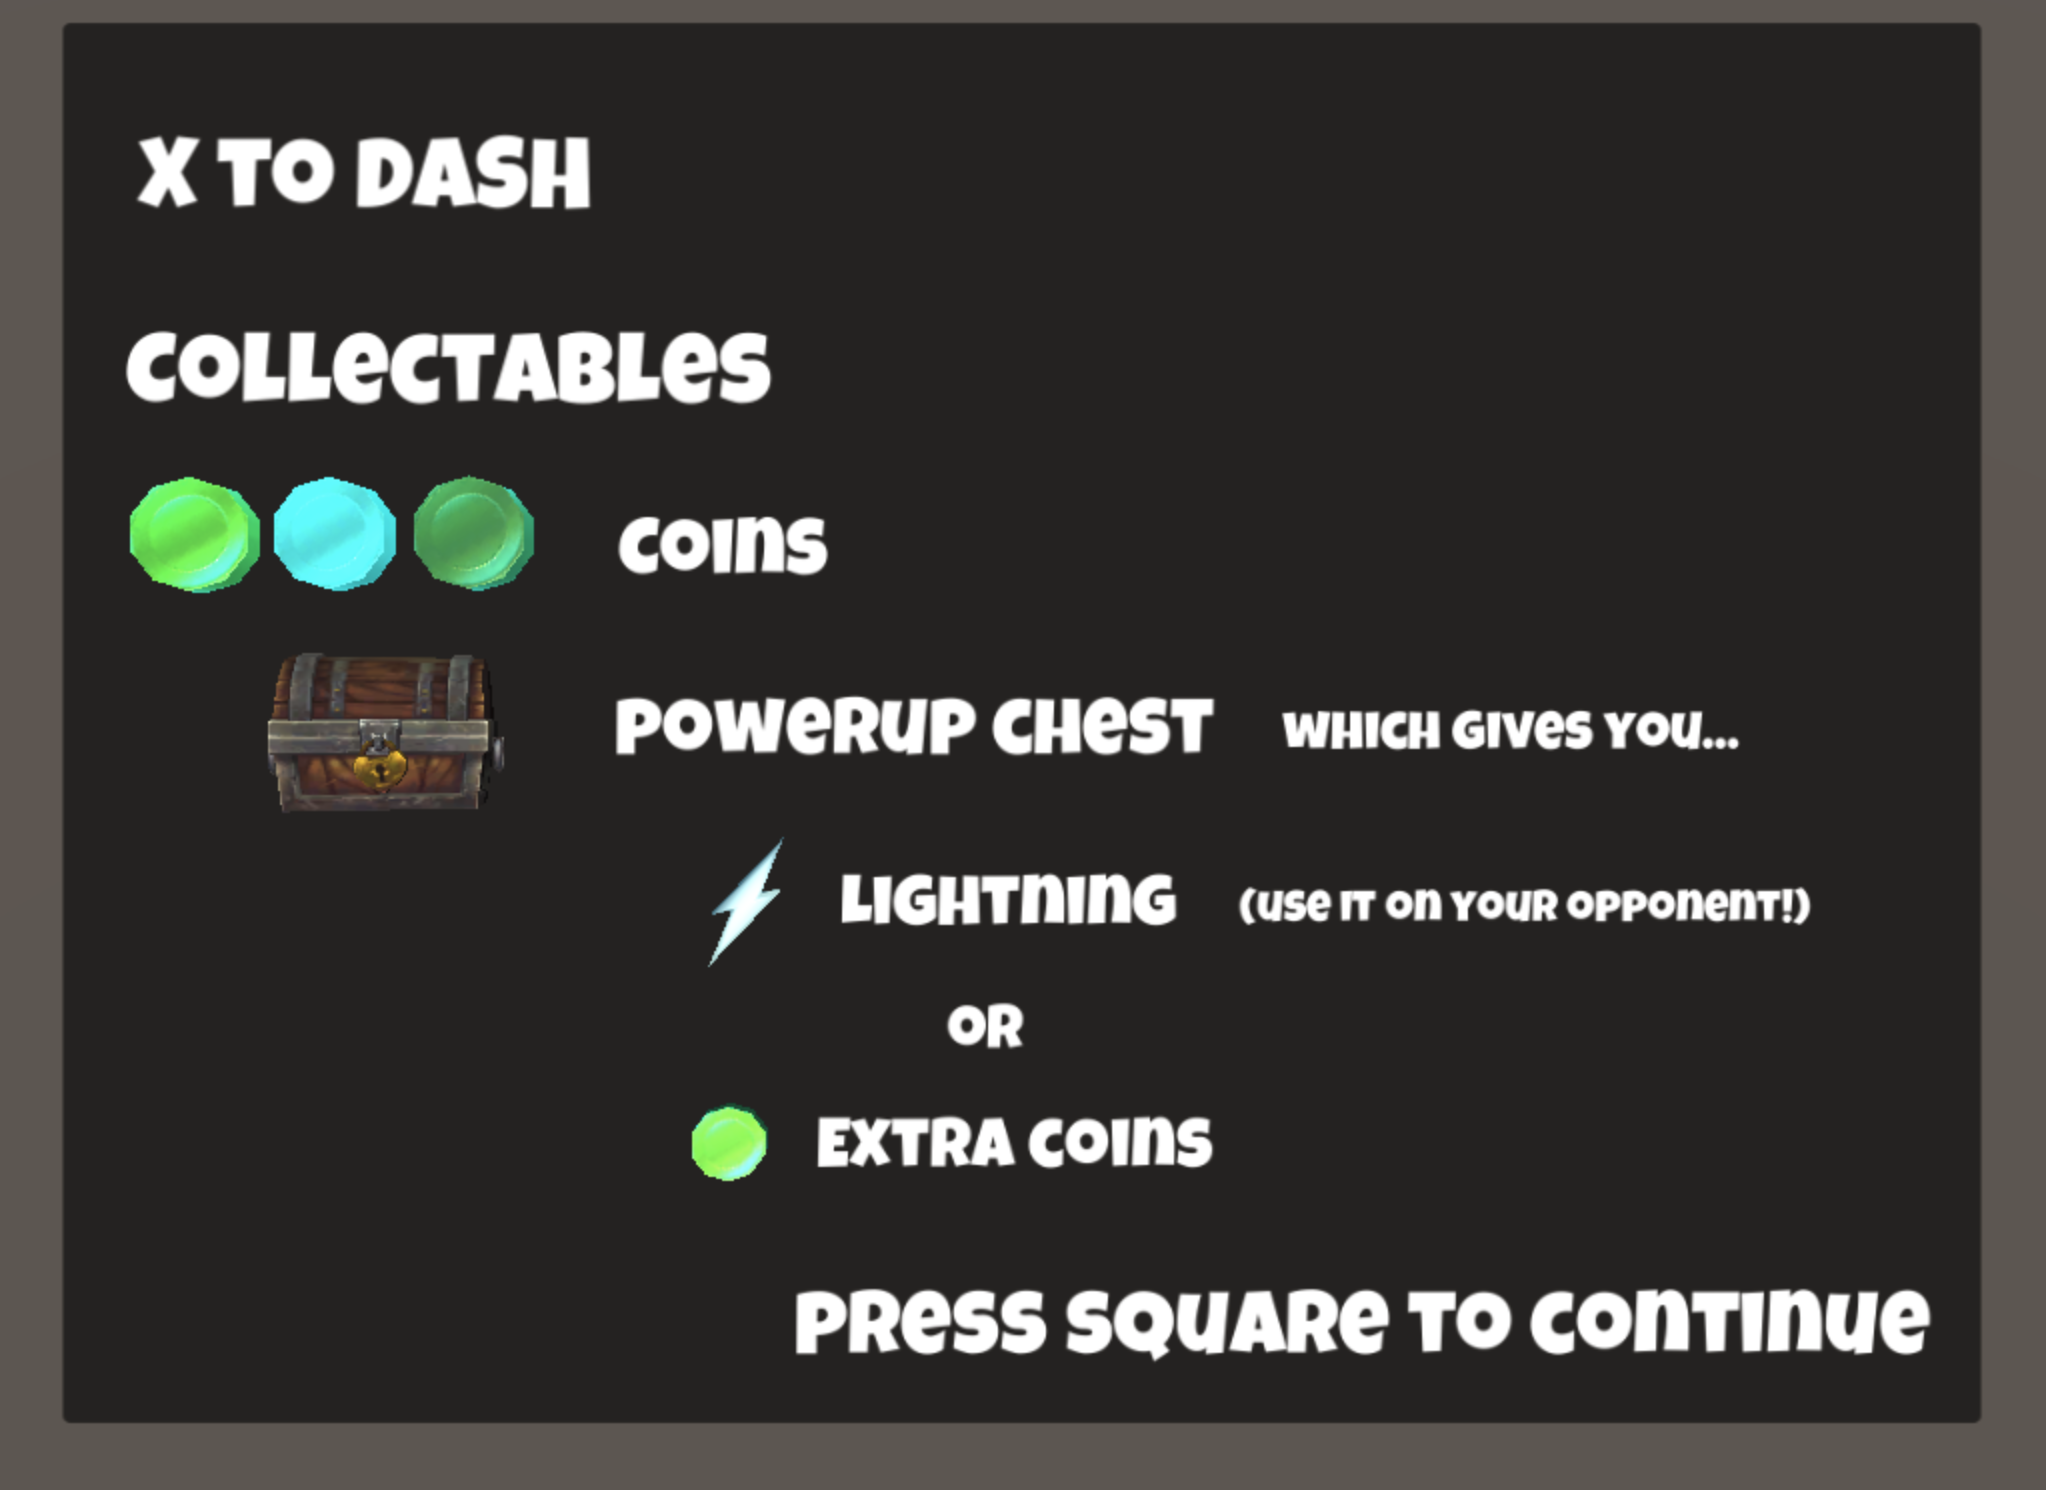 X TO DASH
COLLECTABLES
COINS
POWERUP CHEST WHICH GIVES YOU...
LIGHTNING (USE IT ON YOUR OPPONENT!)
OR
EXTRA COINS
PRESS SQUARE TO CONTINUE